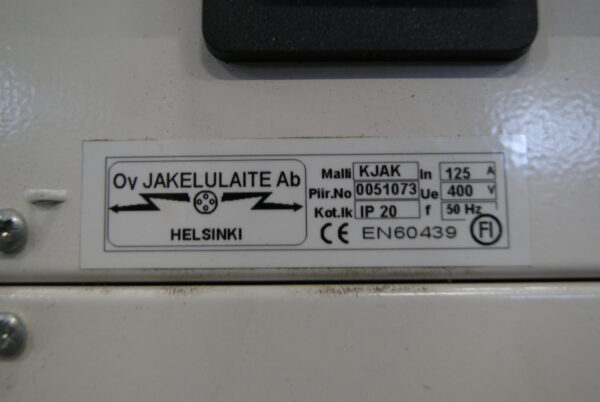 Oy JAKELULAITE Ab
HELSINKI
Malli KJAK In 125 A
Piir.No 0051073 Ue 400 V
Kot.lk IP 20 f 50 Hz
CE EN60439 FI